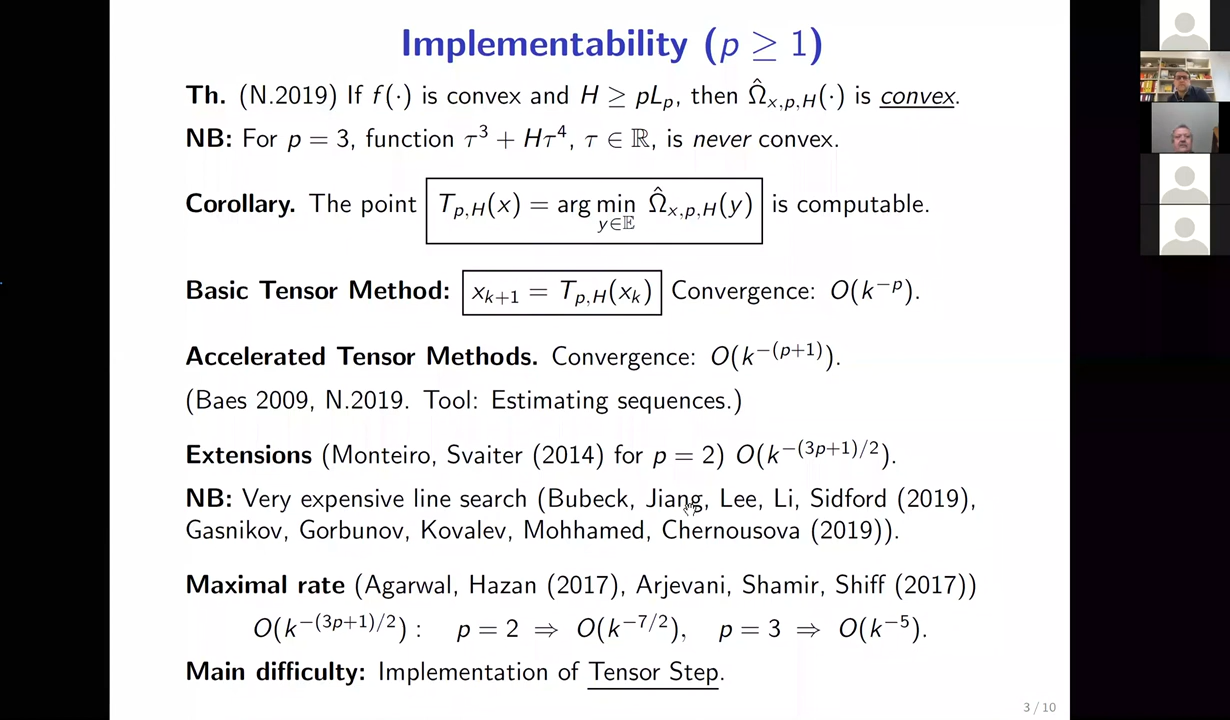 Implementability (p ≥ 1)
Th. (N.2019) If f(·) is convex and H ≥ pL_p, then Ω̂_{x,p,H}(·) is convex.
NB: For p = 3, function τ³ + Hτ⁴, τ ∈ ℝ, is never convex.
Corollary. The point T_{p,H}(x) = arg min_{y∈𝔼} Ω̂_{x,p,H}(y) is computable.
Basic Tensor Method: x_{k+1} = T_{p,H}(x_k) Convergence: O(k^{−p}).
Accelerated Tensor Methods. Convergence: O(k^{−(p+1)}).
(Baes 2009, N.2019. Tool: Estimating sequences.)
Extensions (Monteiro, Svaiter (2014) for p = 2) O(k^{−(3p+1)/2}).
NB: Very expensive line search (Bubeck, Jiang, Lee, Li, Sidford (2019),
Gasnikov, Gorbunov, Kovalev, Mohhamed, Chernousova (2019)).
Maximal rate (Agarwal, Hazan (2017), Arjevani, Shamir, Shiff (2017))
O(k^{−(3p+1)/2}) : p = 2 ⇒ O(k^{−7/2}), p = 3 ⇒ O(k^{−5}).
Main difficulty: Implementation of Tensor Step.
3 / 10